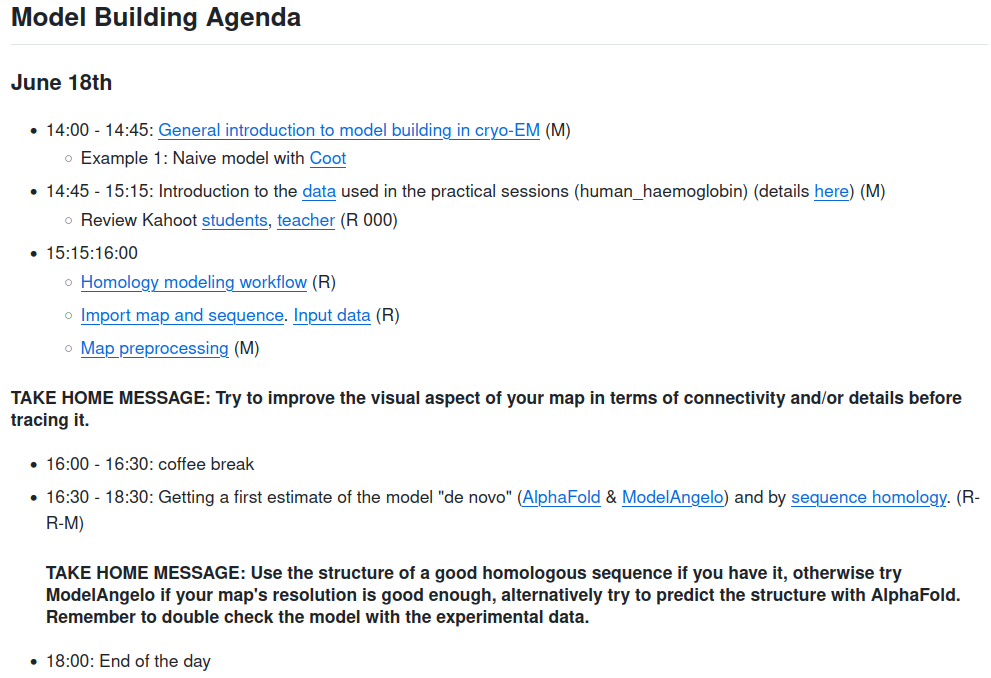 Model Building Agenda
June 18th
• 14:00 - 14:45: General introduction to model building in cryo-EM (M)
◦ Example 1: Naive model with Coot
• 14:45 - 15:15: Introduction to the data used in the practical sessions (human_haemoglobin) (details here) (M)
◦ Review Kahoot students, teacher (R 000)
• 15:15:16:00
◦ Homology modeling workflow (R)
◦ Import map and sequence. Input data (R)
◦ Map preprocessing (M)
TAKE HOME MESSAGE: Try to improve the visual aspect of your map in terms of connectivity and/or details before
tracing it.
• 16:00 - 16:30: coffee break
• 16:30 - 18:30: Getting a first estimate of the model "de novo" (AlphaFold & ModelAngelo) and by sequence homology. (R-
R-M)
TAKE HOME MESSAGE: Use the structure of a good homologous sequence if you have it, otherwise try
ModelAngelo if your map's resolution is good enough, alternatively try to predict the structure with AlphaFold.
Remember to double check the model with the experimental data.
• 18:00: End of the day